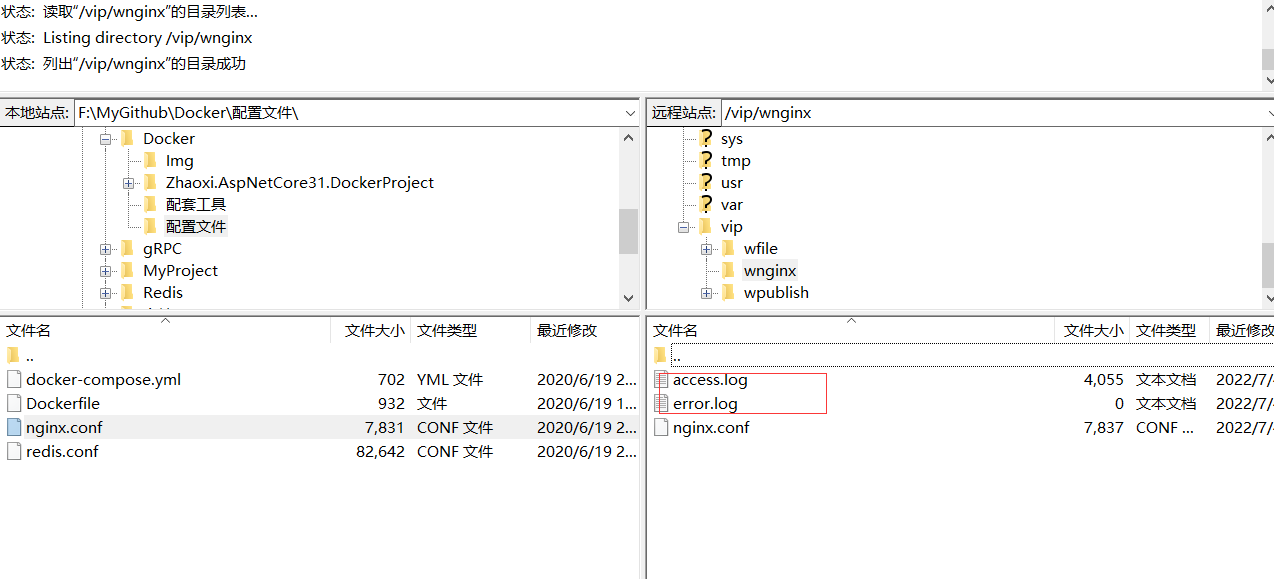 状态: 读取“/vip/wnginx”的目录列表...
状态: Listing directory /vip/wnginx
状态: 列出“/vip/wnginx”的目录成功
本地站点: F:\MyGithub\Docker\配置文件\
Docker
Img
Zhaoxi.AspNetCore31.DockerProject
配套工具
配置文件
gRPC
MyProject
Redis
远程站点: /vip/wnginx
? sys
? tmp
? usr
? var
vip
wfile
wnginx
wpublish
文件名 文件大小 文件类型 最近修改
..
docker-compose.yml 702 YML 文件 2020/6/19 2...
Dockerfile 932 文件 2020/6/19 1...
nginx.conf 7,831 CONF 文件 2020/6/19 2...
redis.conf 82,642 CONF 文件 2020/6/19 2...
文件名 文件大小 文件类型 最近修改
..
access.log 4,055 文本文档 2022/7/
error.log 0 文本文档 2022/7/
nginx.conf 7,837 CONF ... 2022/7/